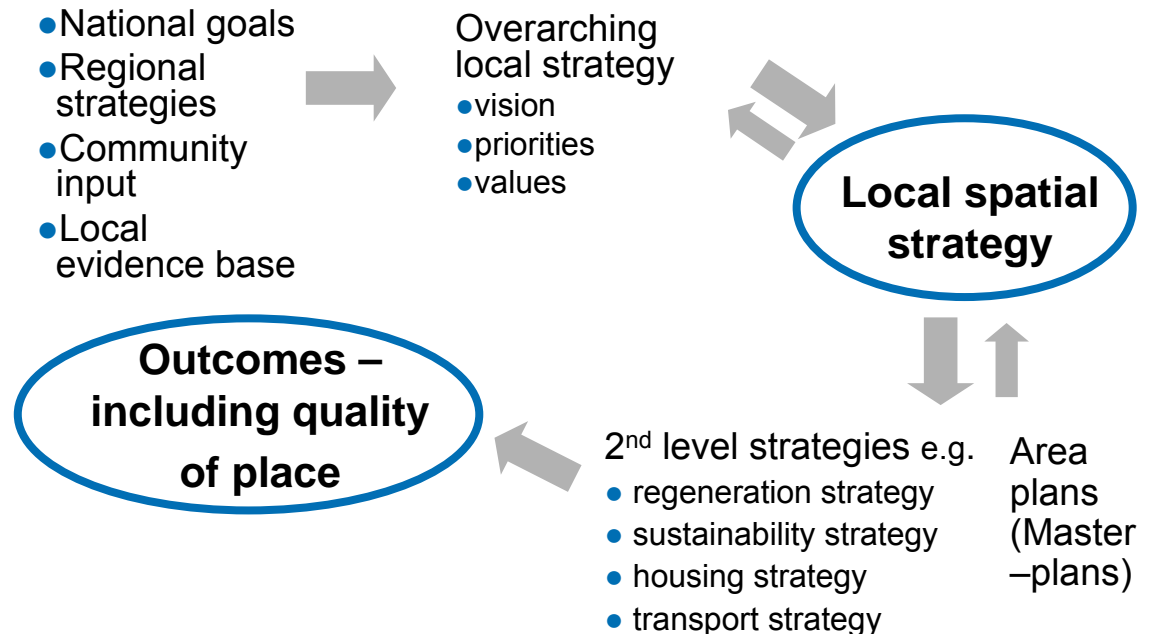 ●National goals
●Regional
strategies
●Community
input
●Local
evidence base
Overarching
local strategy
●vision
●priorities
●values
Local spatial
strategy
Outcomes –
including quality
of place
2nd level strategies e.g.
● regeneration strategy
● sustainability strategy
● housing strategy
● transport strategy
Area
plans
(Master
–plans)